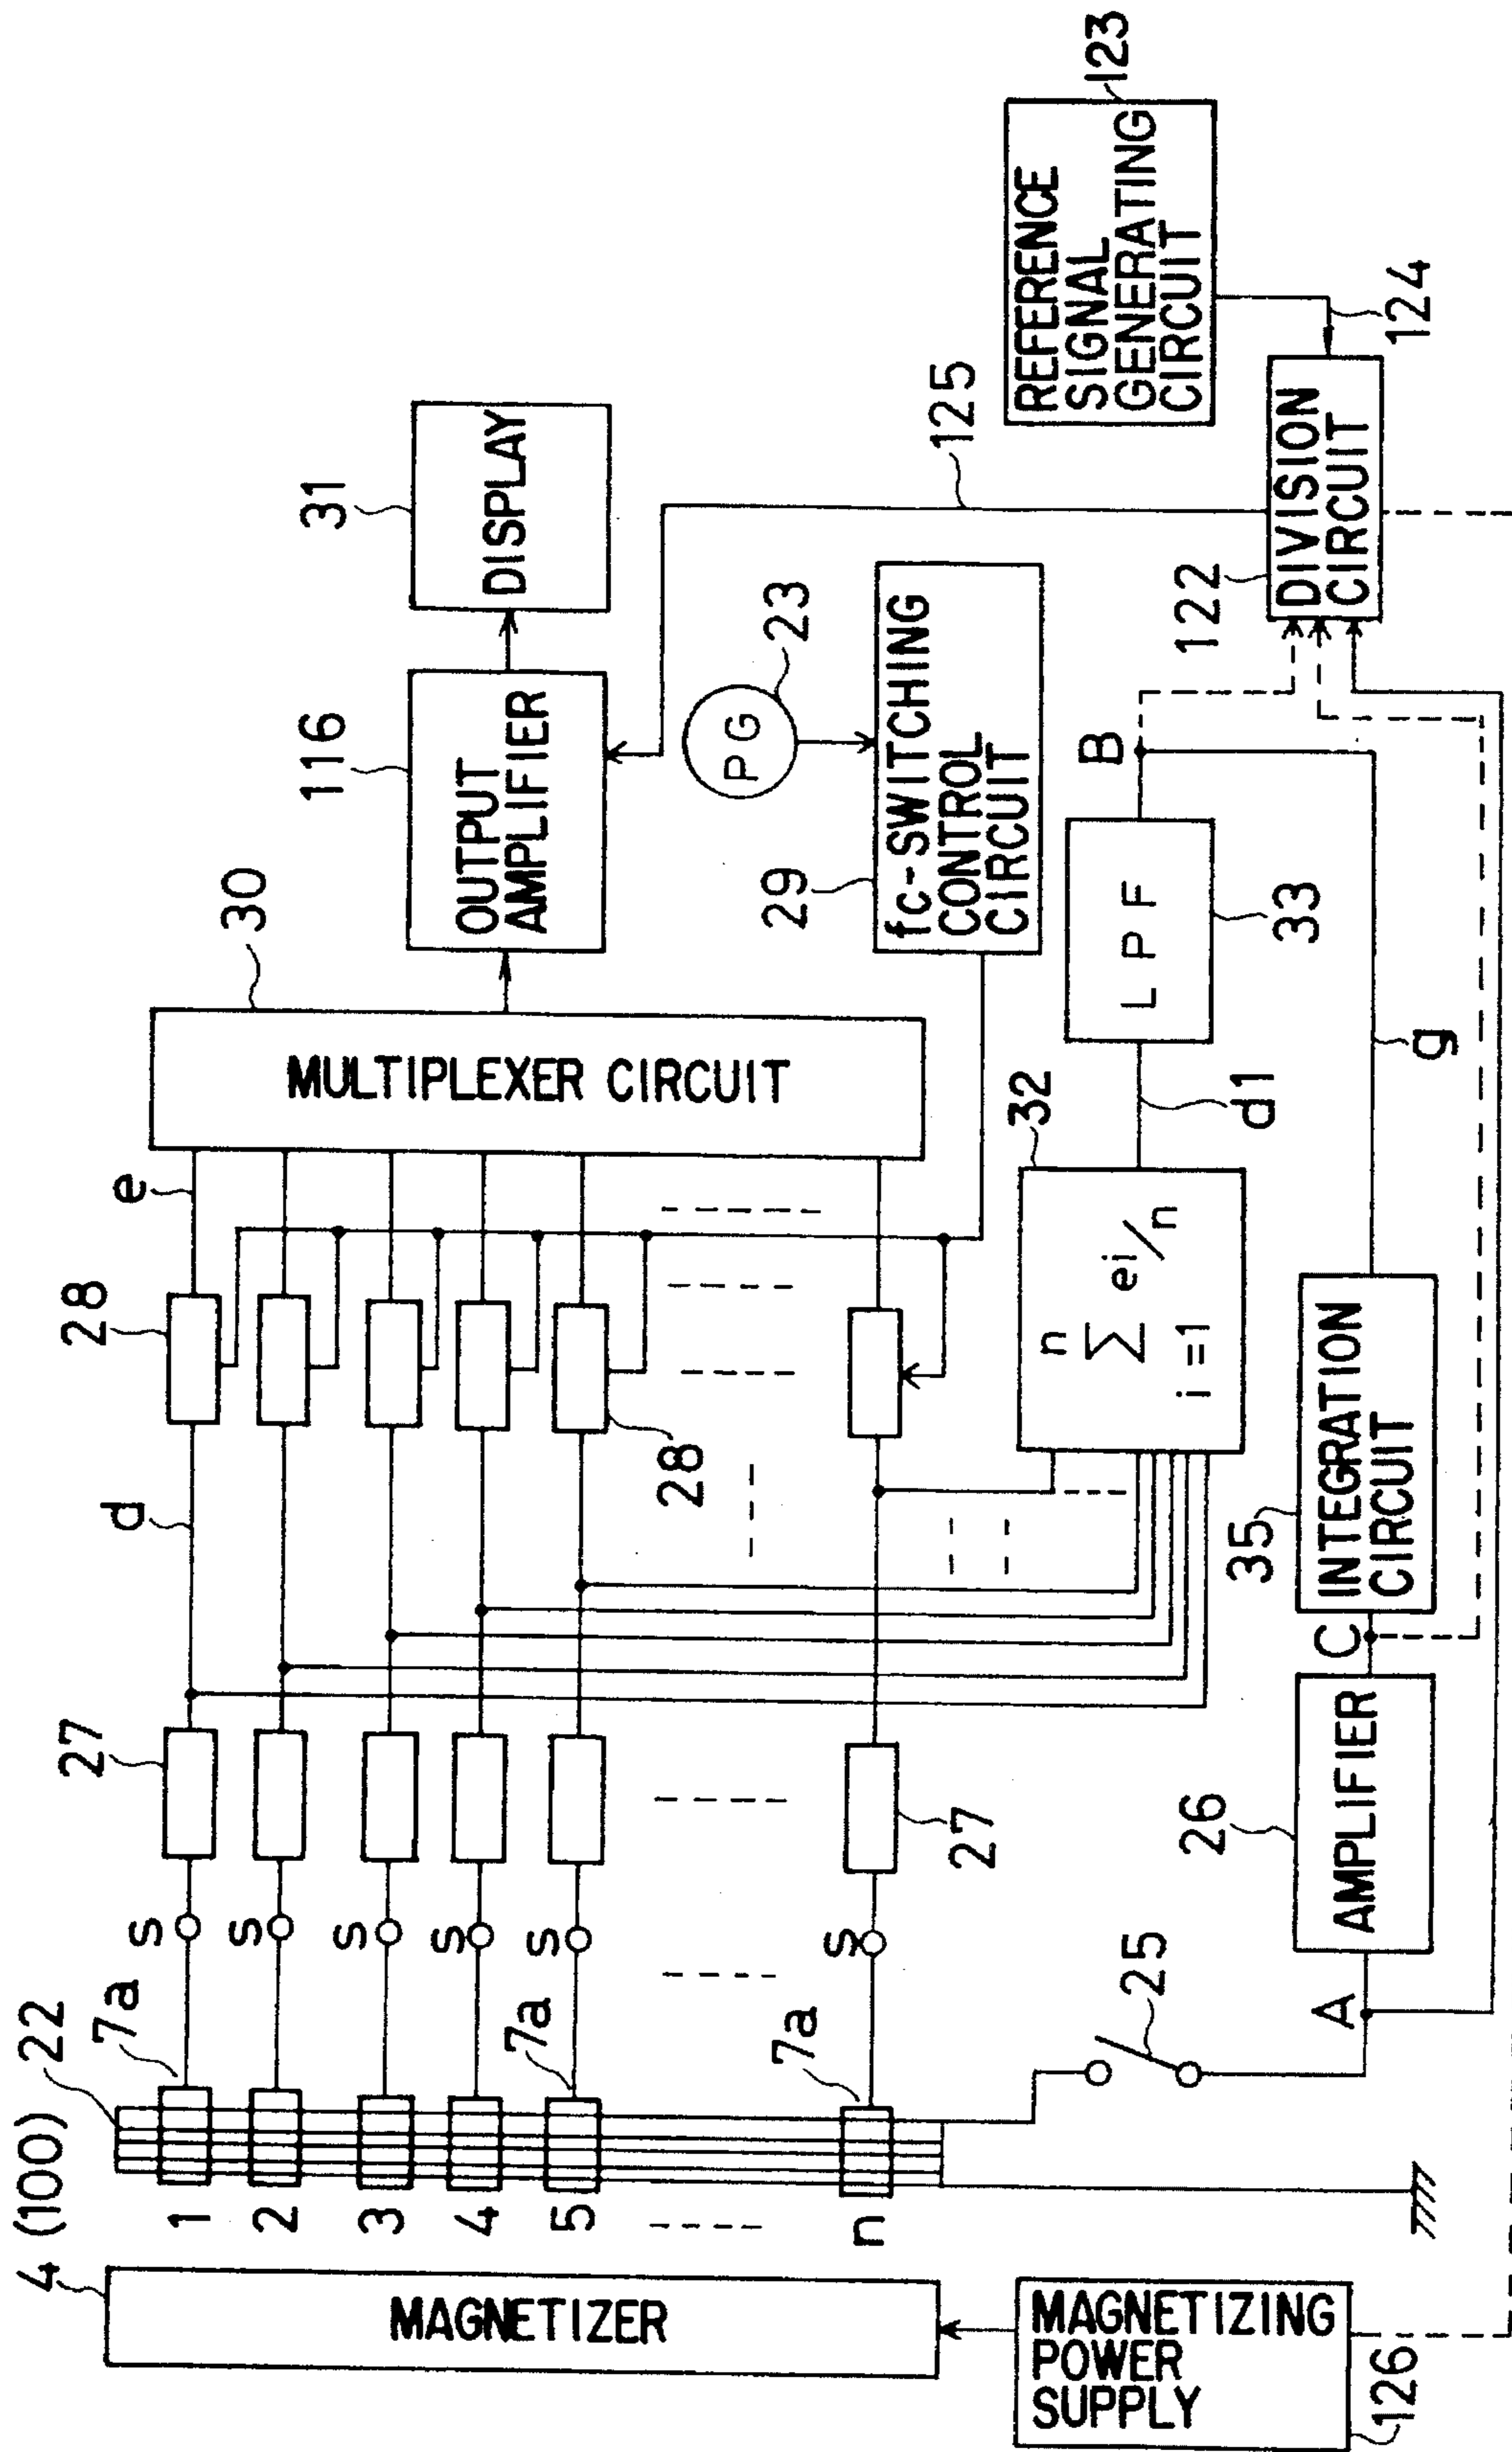 4 (100)
22
7a
1
2
3
4
5
n
7a
7a
S
S
S
S
S
S
27
27
d
e
28
28
30
MULTIPLEXER CIRCUIT
116
OUTPUT
AMPLIFIER
31
DISPLAY
PG
23
29
fc-SWITCHING
CONTROL
CIRCUIT
125
REFERENCE
SIGNAL
GENERATING
CIRCUIT
123
124
122
DIVISION
CIRCUIT
32
n
Σ ei/n
i=1
d1
LPF
33
B
g
35
INTEGRATION
CIRCUIT
C
26
AMPLIFIER
A
25
MAGNETIZER
MAGNETIZING
POWER
SUPPLY
126